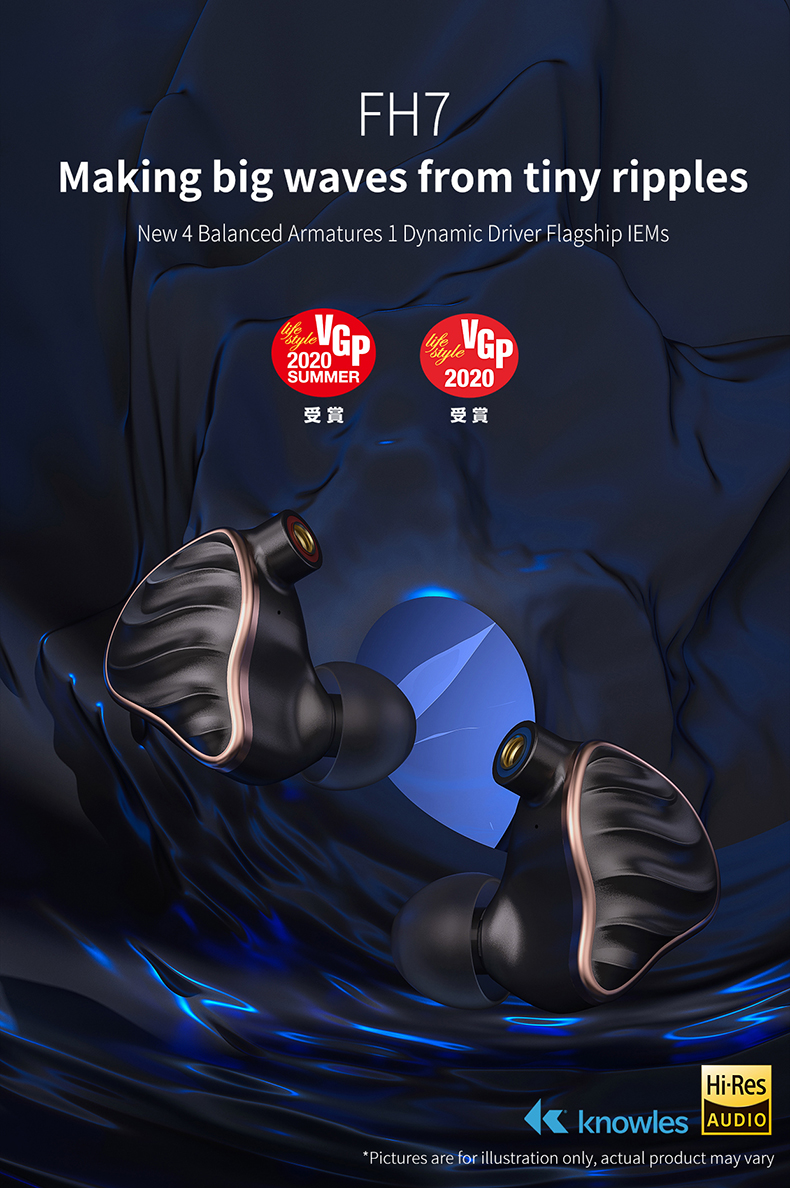 FH7
Making big waves from tiny ripples
New 4 Balanced Armatures 1 Dynamic Driver Flagship IEMs
life style VGP
2020
SUMMER
受賞
life style VGP
2020
受賞
knowles
Hi-Res
AUDIO
*Pictures are for illustration only, actual product may vary